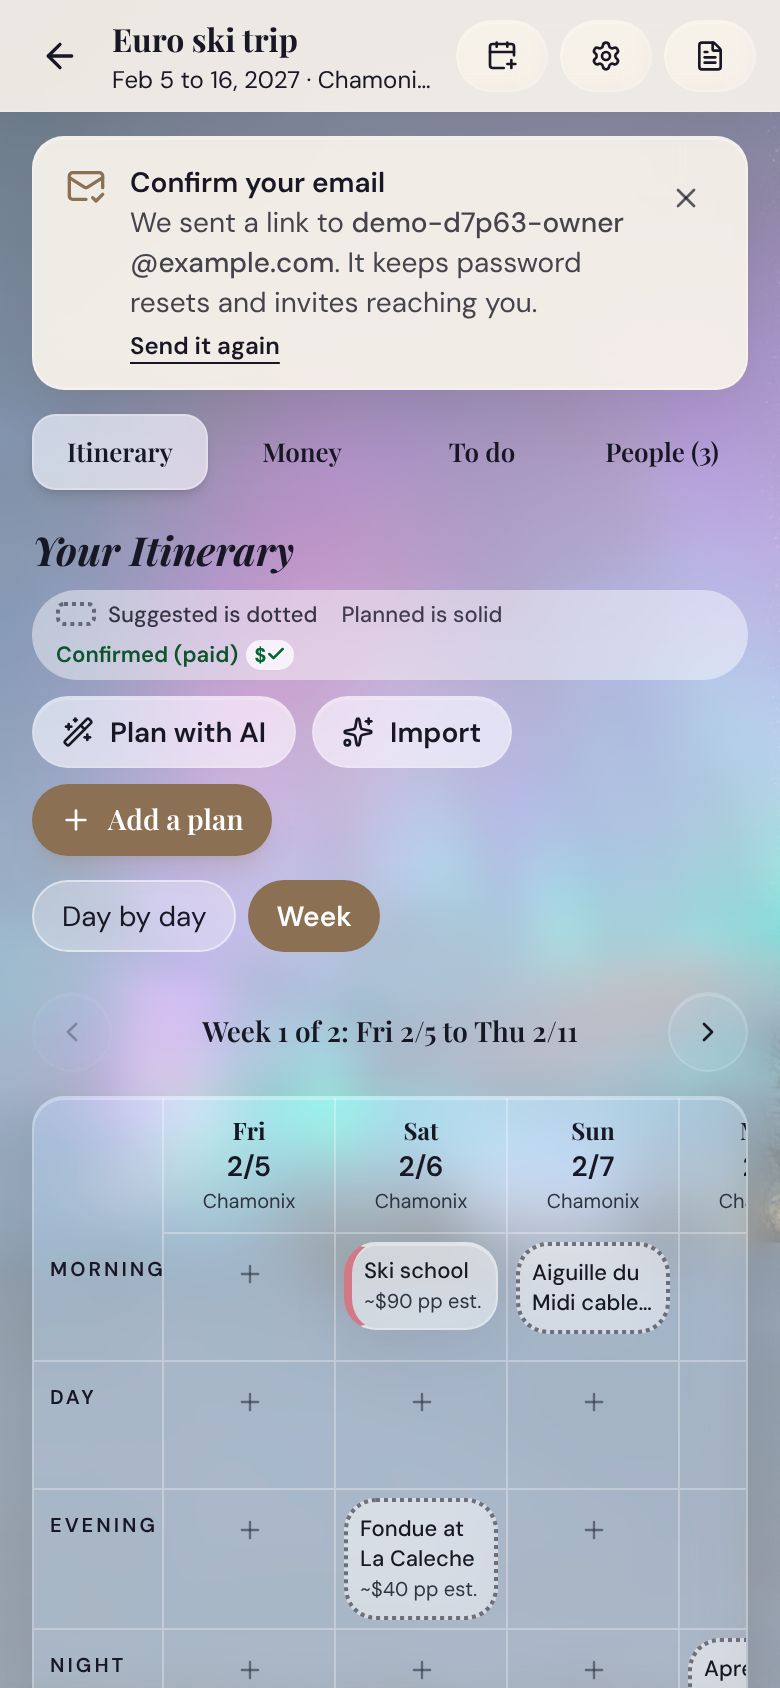 Euro ski trip
Feb 5 to 16, 2027 · Chamoni...
Confirm your email
We sent a link to demo-d7p63-owner
@example.com. It keeps password
resets and invites reaching you.
Send it again
Itinerary
Money
To do
People (3)
Your Itinerary
Suggested is dotted
Planned is solid
Confirmed (paid) $✓
Plan with AI
Import
Add a plan
Day by day
Week
Week 1 of 2: Fri 2/5 to Thu 2/11
Fri
2/5
Chamonix
Sat
2/6
Chamonix
Sun
2/7
Chamonix
MORNING
Ski school
~$90 pp est.
Aiguille du
Midi cable...
DAY
EVENING
Fondue at
La Caleche
~$40 pp est.
NIGHT